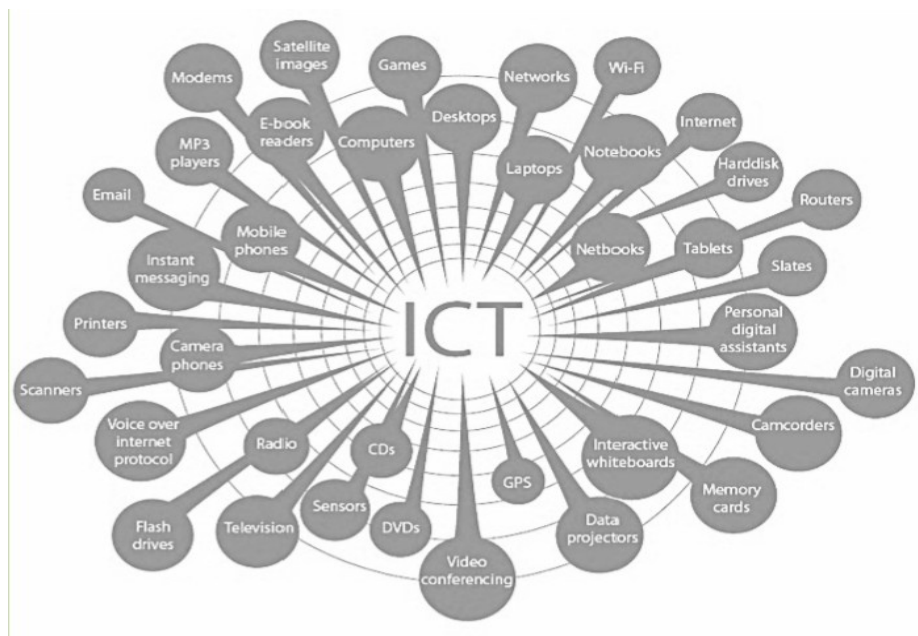 Satellite
images
Games
Networks
Wi-Fi
Modems
E-book
readers
Computers
Desktops
Internet
MP3
players
Laptops
Notebooks
Harddisk
drives
Email
Mobile
phones
Netbooks
Tablets
Routers
Instant
messaging
Slates
Printers
ICT
Personal
digital
assistants
Camera
phones
Scanners
Digital
cameras
Voice over
internet
protocol
Radio
CDs
Interactive
whiteboards
Camcorders
GPS
Memory
cards
Flash
drives
Television
Sensors
DVDs
Data
projectors
Video
conferencing